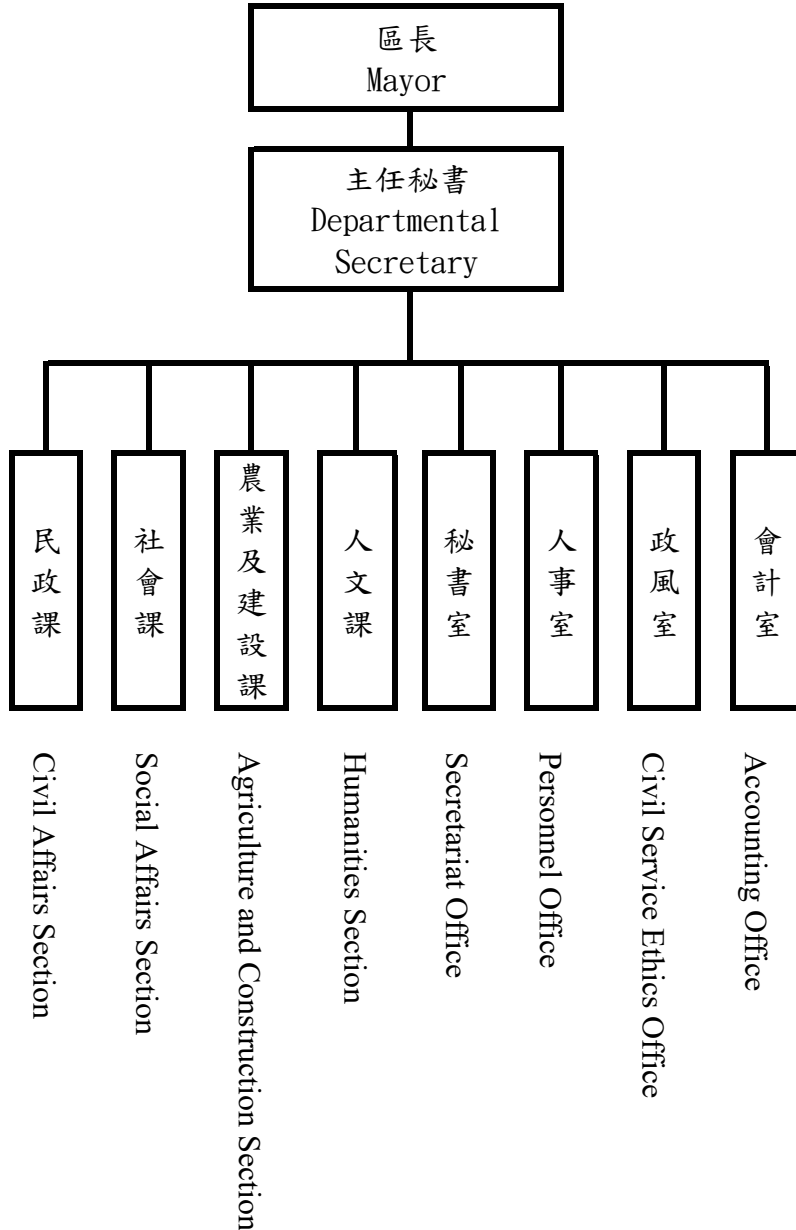 區長
Mayor
主任秘書
Departmental
Secretary
民政課
社會課
農業及建設課
人文課
秘書室
人事室
政風室
會計室
Civil Affairs Section
Social Affairs Section
Agriculture and Construction Section
Humanities Section
Secretariat Office
Personnel Office
Civil Service Ethics Office
Accounting Office